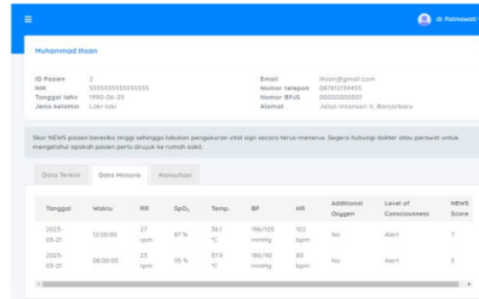 dr. Fatmawati
Muhammad Ihsan
ID Pasien 2
NIK 5555555555555555
Tanggal lahir 1990-06-29
Jenis kelamin Laki-laki
Email ihsan@gmail.com
Nomor telepon 087812134455
Nomor BPJS 00000000001
Alamat Jalan Intansari II, Banjarbaru
Skor NEWS pasien beresiko tinggi sehingga lakukan pengukuran vital sign secara terus-menerus. Segera hubungi dokter atau perawat untuk
mengetahui apakah pasien perlu dirujuk ke rumah sakit.
Data Terkini Data Historis Konsultasi
Tanggal Waktu RR SpO₂ Temp. BP HR Additional Oxygen Level of Consciousness NEWS Score
2025-03-21 12:00:00 27 rpm 87 % 38.1 °C 196/105 mmHg 102 bpm No Alert 7
2025-03-21 08:00:00 23 rpm 95 % 37.9 °C 180/90 mmHg 80 bpm No Alert 3